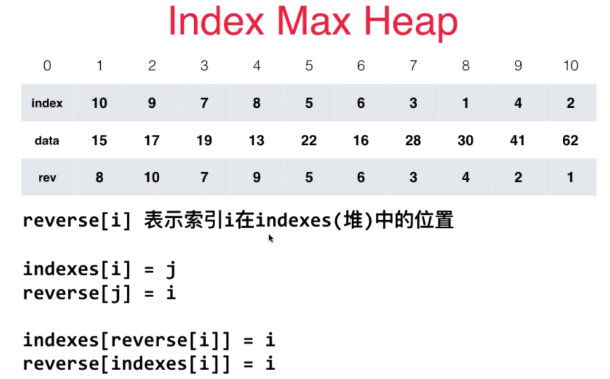 Index Max Heap
0 1 2 3 4 5 6 7 8 9 10
index 10 9 7 8 5 6 3 1 4 2
data 15 17 19 13 22 16 28 30 41 62
rev 8 10 7 9 5 6 3 4 2 1
reverse[i] 表示索引i在indexes(堆)中的位置
indexes[i] = j
reverse[j] = i
indexes[reverse[i]] = i
reverse[indexes[i]] = i